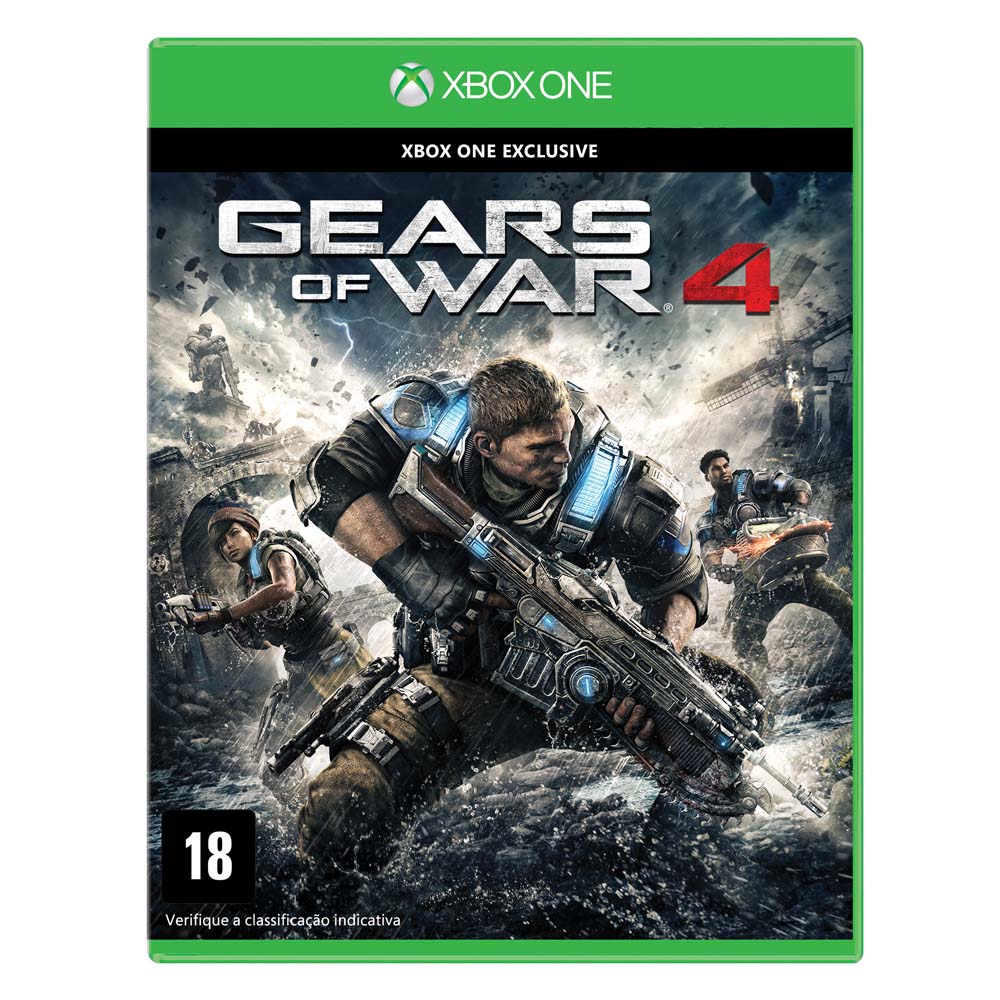 XBOX ONE
XBOX ONE EXCLUSIVE
GEARS
OF WAR® 4
18
Verifique a classificação indicativa